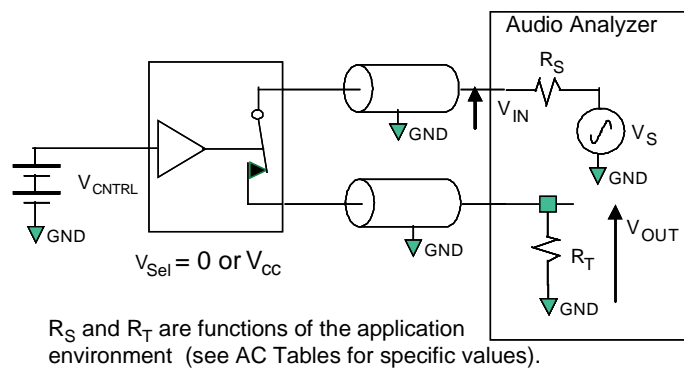 Audio Analyzer
R_S
V_IN
GND
V_S
GND
V_CNTRL
GND
GND
V_OUT
R_T
GND
V_Sel = 0 or V_cc
R_S and R_T are functions of the application
environment (see AC Tables for specific values).